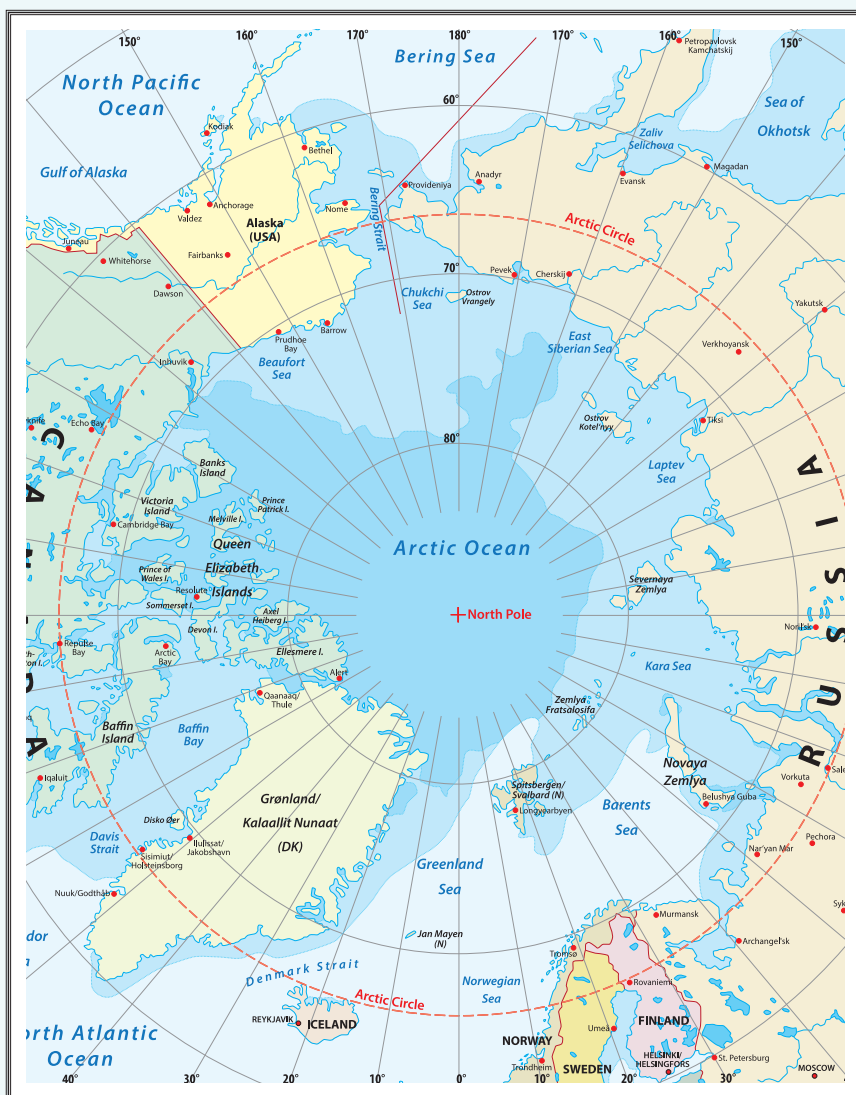 150°
160°
170°
180°
170°
160°
150°
Bering Sea
Petropavlovsk
Kamchatskij
North Pacific
Ocean
Sea of
Okhotsk
60°
Kodiak
Bethel
Zaliv
Selichova
Gulf of Alaska
Magadan
Anadyr
Evansk
Provideniya
Anchorage
Valdez
Nome
Bering Strait
Alaska
(USA)
Arctic Circle
Juneau
Whitehorse
Fairbanks
70°
Pevek
Cherskij
Dawson
Chukchi
Sea
Ostrov
Vrangely
Yakutsk
Barrow
Prudhoe
Bay
East
Siberian Sea
Verkhoyansk
Inuvik
Beaufort
Sea
Echo Bay
Ostrov
Kotel'nyy
Tiksi
80°
CANADA
Banks
Island
Laptev
Sea
RUSSIA
Victoria
Island
Prince
Patrick I.
Melville I.
Cambridge Bay
Queen
Elizabeth
Islands
Arctic Ocean
Prince of
Wales I.
Resolute
Sommerset I.
Severnaya
Zemlya
Axel
Heiberg I.
North Pole
Devon I.
Noril'sk
Repulse
Bay
Arctic
Bay
Ellesmere I.
Kara Sea
Alert
Qaanaaq/
Thule
Zemlya
Fratsalosifa
Baffin
Island
Baffin
Bay
Novaya
Zemlya
Iqaluit
Spitsbergen/
Svalbard (N)
Vorkuta
Belushya Guba
Longyearbyen
Grønland/
Kalaallit Nunaat
(DK)
Barents
Sea
Disko Øer
Davis
Strait
Ilulissat/
Jakobshavn
Pechora
Nar'yan Mar
Sisimiut/
Holsteinsborg
Greenland
Sea
Nuuk/Godthåb
Murmansk
Jan Mayen
(N)
Archangel'sk
Tromsø
Denmark Strait
Norwegian
Sea
Rovaniemi
Arctic Circle
REYKJAVIK
ICELAND
FINLAND
Umeå
NORWAY
Ocean
HELSINKI/
HELSINGFORS
St. Petersburg
Trondheim
SWEDEN
MOSCOW
40°
30°
20°
10°
0°
10°
20°
30°